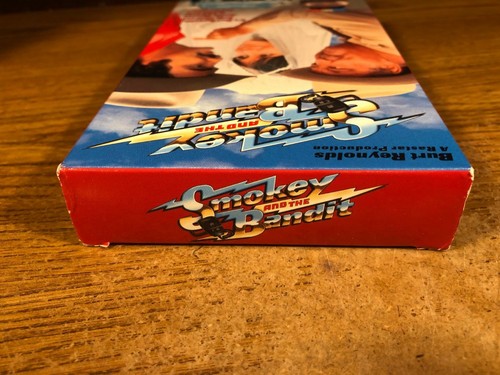 Smokey
AND THE
Bandit
Smokey
AND THE
Bandit
Burt Reynolds
A Rastar Production